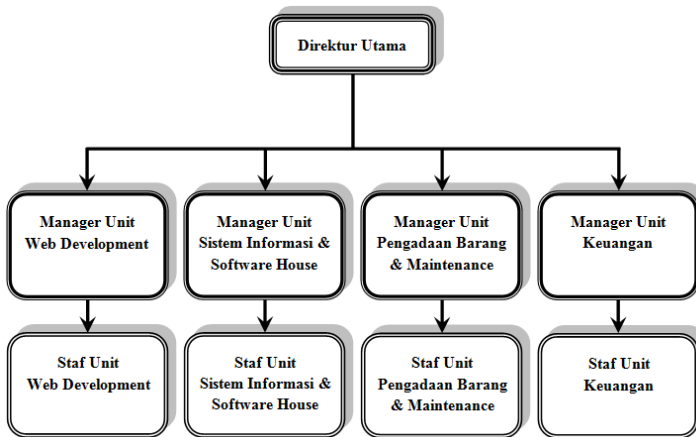 Direktur Utama
Manager Unit
Web Development
Manager Unit
Sistem Informasi &
Software House
Manager Unit
Pengadaan Barang
& Maintenance
Manager Unit
Keuangan
Staf Unit
Web Development
Staf Unit
Sistem Informasi &
Software House
Staf Unit
Pengadaan Barang
& Maintenance
Staf Unit
Keuangan